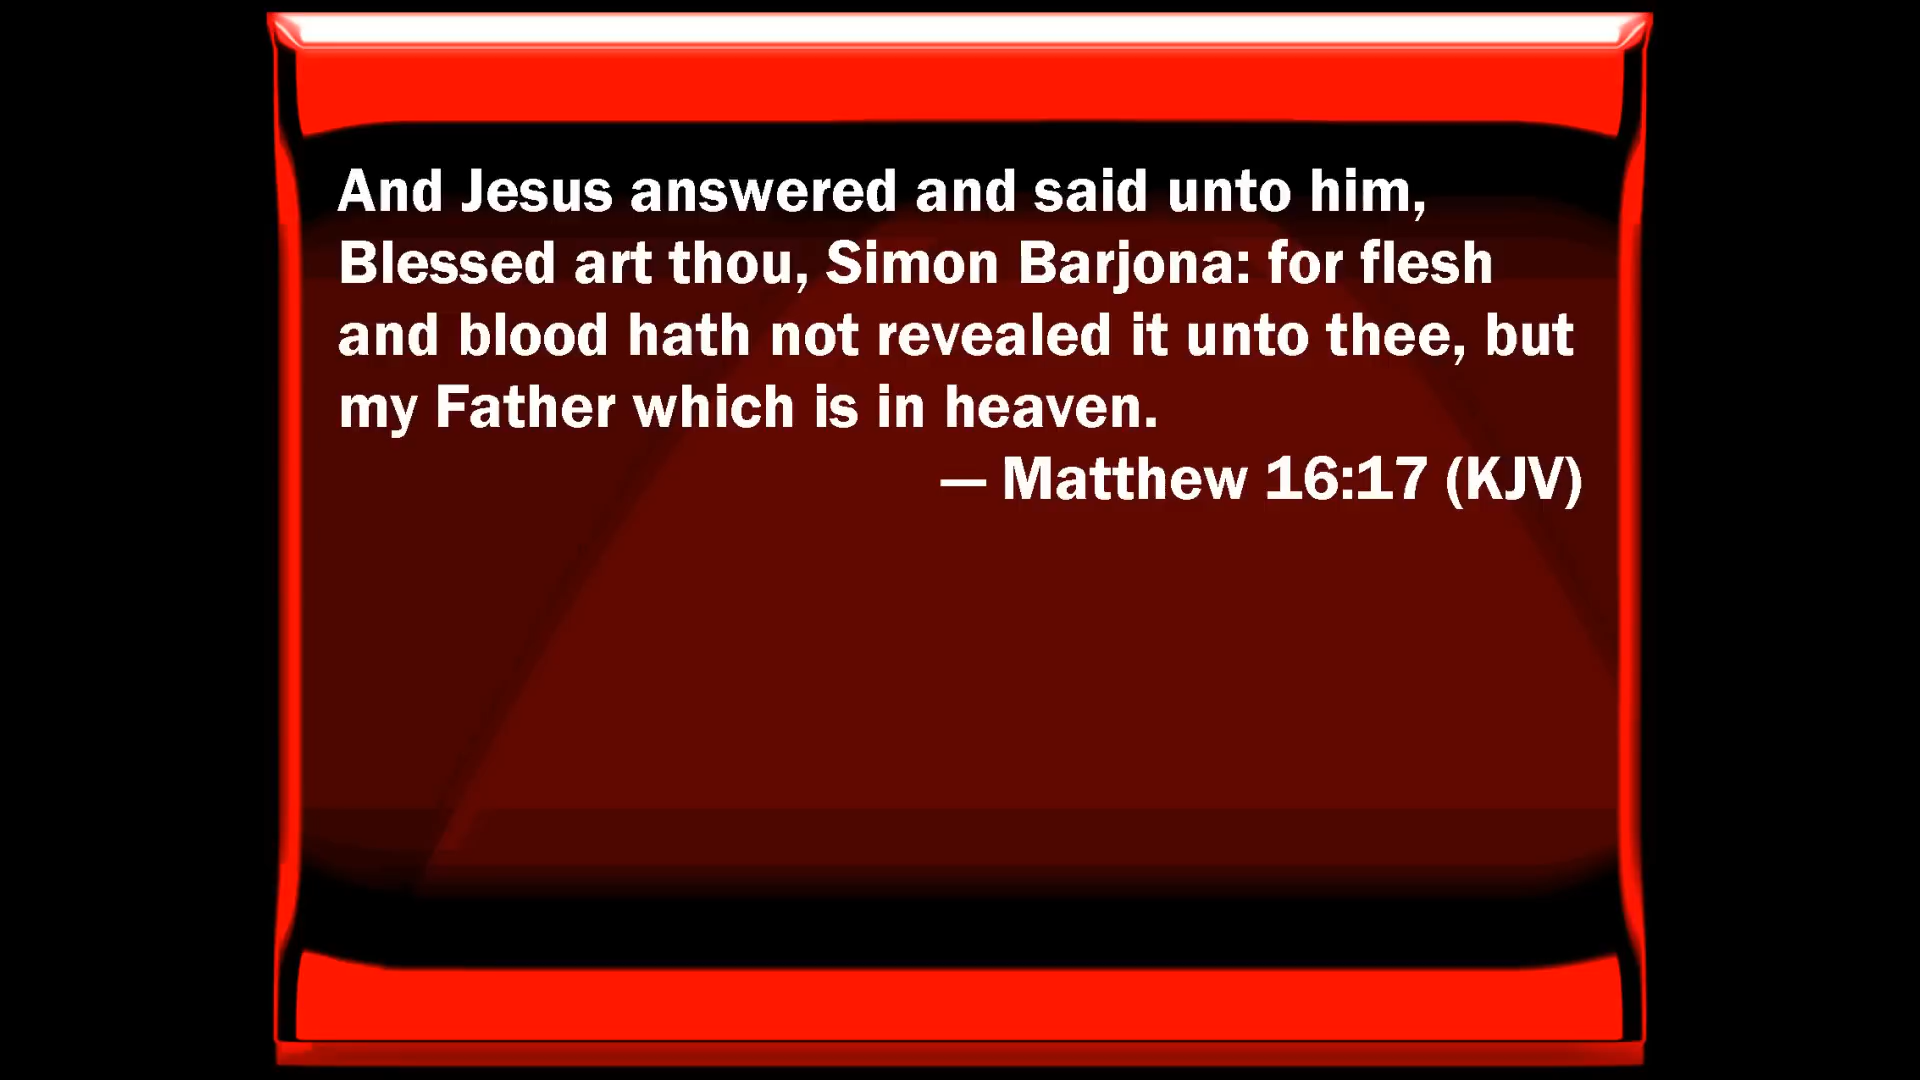 And Jesus answered and said unto him,
Blessed art thou, Simon Barjona: for flesh
and blood hath not revealed it unto thee, but
my Father which is in heaven.
— Matthew 16:17 (KJV)